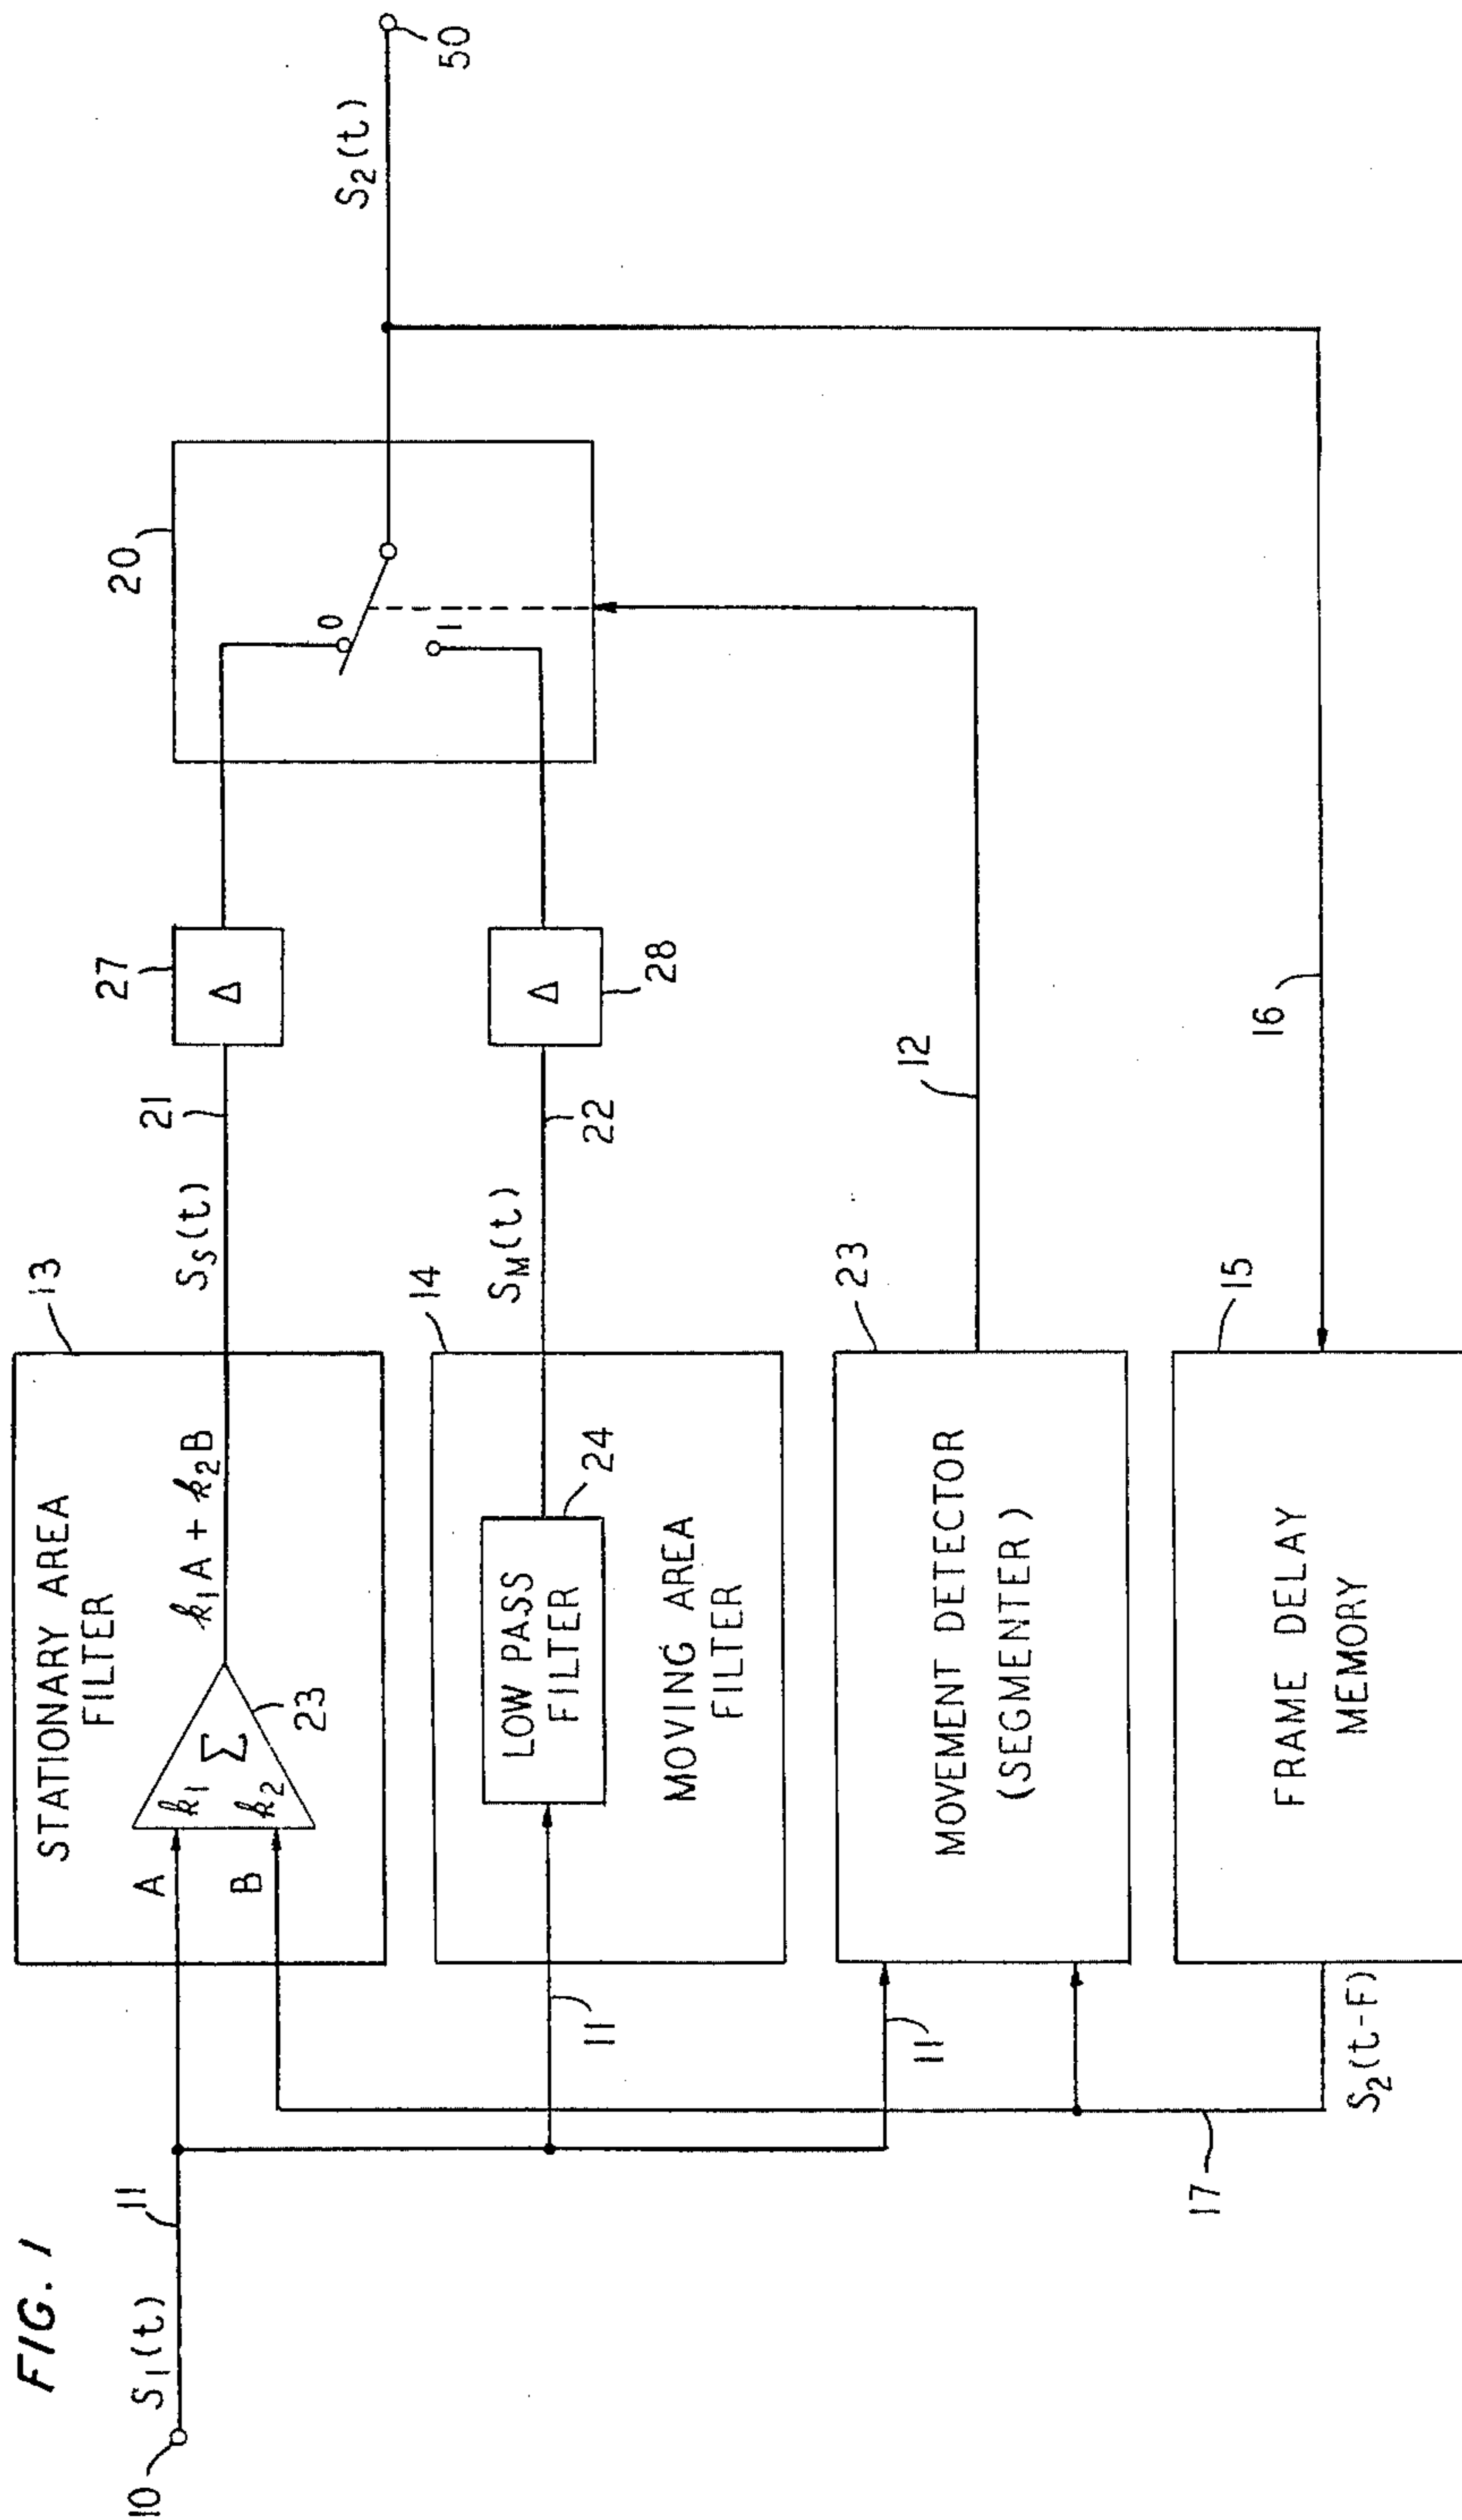 FIG. 1
10
S₁(t)
11
STATIONARY AREA
FILTER
13
A
B
k₁
k₂
Σ
23
k₁A + k₂B
Sₛ(t)
21
27
Δ
20
0
1
S₂(t)
50
11
LOW PASS
FILTER
24
MOVING AREA
FILTER
14
S_M(t)
22
28
Δ
11
MOVEMENT DETECTOR
(SEGMENTER)
23
12
17
S₂(t-F)
FRAME DELAY
MEMORY
15
16